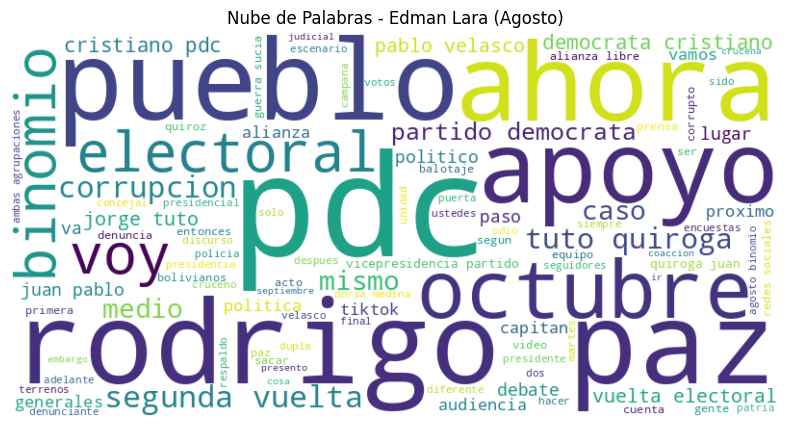 Nube de Palabras - Edman Lara (Agosto)
judicial
cristiano pdc
escenario
pablo velasco
democrata cristiano
guerra sucia
alianza libre
vamos
crucena
pueblo
ahora
campana
votos
sido
binomio
quiroz
alianza
partido democrata
prensa
corrupto
lugar
ambas agrupaciones
electoral
politico
balotaje
ser
apoyo
corrupcion
pdc
puerta
concejal
presidencial
solo
unidad
ustedes
paso
caso
proximo
jorge tuto
va
voy
denuncia
entonces
discurso
policia
odio
segun
siempre
encuestas
tuto quiroga
despues
vicepresidencia partido
equipo
seguidores
coaccion
quiroga juan
redes sociales
presidencia
cruceno
bolivianos
mismo
ir
agosto binomio
juan pablo
acto
septiembre
doria medina
octubre
medio
politica
tiktok
primera
velasco
final
capitan
martes
rodrigo paz
respaldo
paz
dupla
sacar
video
presidente
embargo
adelante
presento
cosa
diferente
dos
terrenos
generales
denunciante
segunda vuelta
debate
audiencia
hacer
vuelta electoral
cuenta
gente
patria